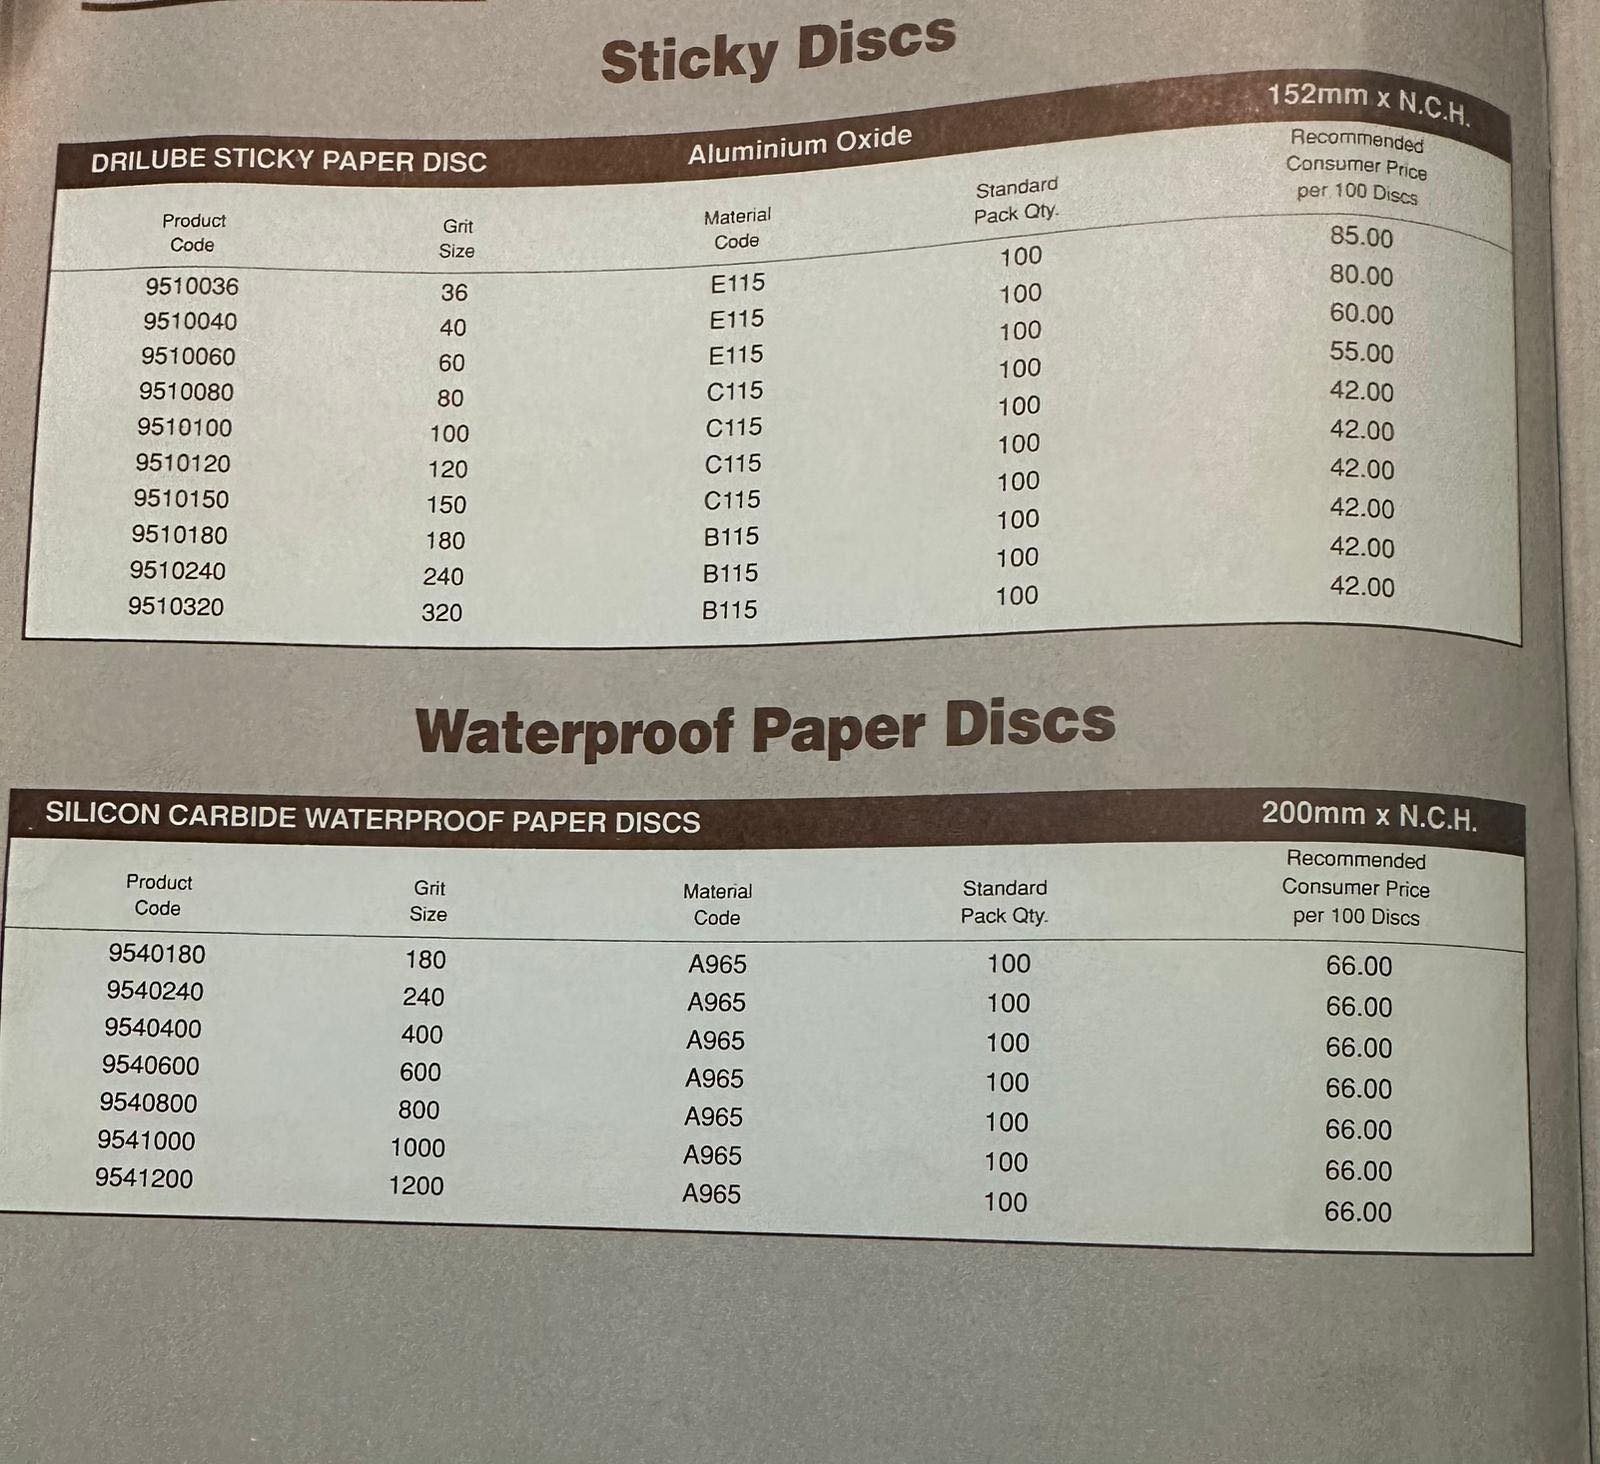 Sticky Discs
DRILUBE STICKY PAPER DISC Aluminium Oxide 152mm x N.C.H.
Product Code Grit Size Material Code Standard Pack Qty. Recommended Consumer Price per 100 Discs
9510036 36 E115 100 85.00
9510040 40 E115 100 80.00
9510060 60 E115 100 60.00
9510080 80 C115 100 55.00
9510100 100 C115 100 42.00
9510120 120 C115 100 42.00
9510150 150 C115 100 42.00
9510180 180 B115 100 42.00
9510240 240 B115 100 42.00
9510320 320 B115 100 42.00
Waterproof Paper Discs
SILICON CARBIDE WATERPROOF PAPER DISCS 200mm x N.C.H.
Product Code Grit Size Material Code Standard Pack Qty. Recommended Consumer Price per 100 Discs
9540180 180 A965 100 66.00
9540240 240 A965 100 66.00
9540400 400 A965 100 66.00
9540600 600 A965 100 66.00
9540800 800 A965 100 66.00
9541000 1000 A965 100 66.00
9541200 1200 A965 100 66.00